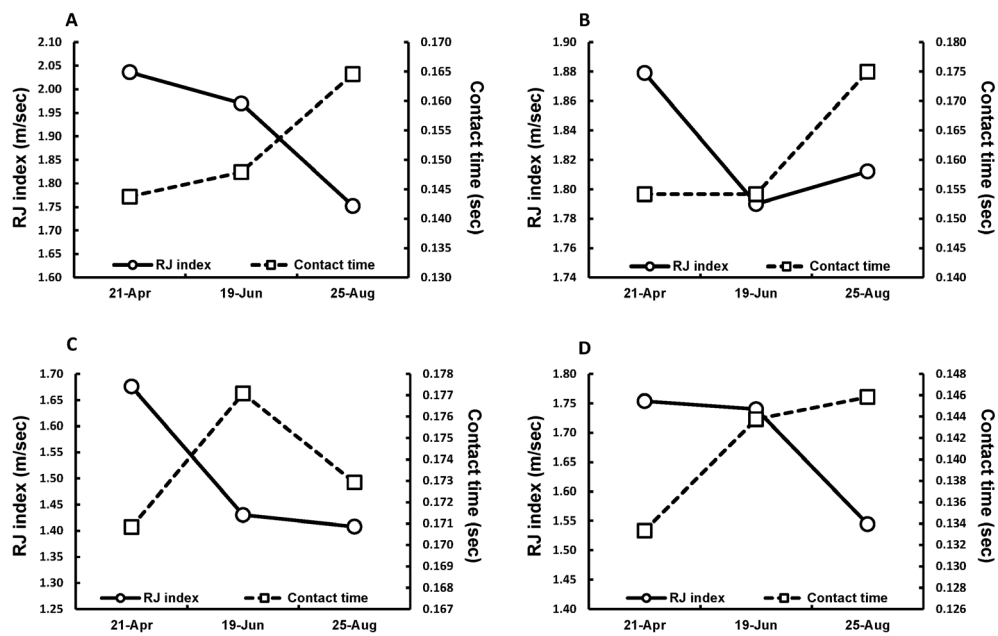 A
RJ index (m/sec)
2.10
2.05
2.00
1.95
1.90
1.85
1.80
1.75
1.70
1.65
1.60
0.170
0.165
0.160
0.155
0.150
0.145
0.140
0.135
0.130
Contact time (sec)
RJ index
Contact time
21-Apr
19-Jun
25-Aug
B
RJ index (m/sec)
1.90
1.88
1.86
1.84
1.82
1.80
1.78
1.76
1.74
0.180
0.175
0.170
0.165
0.160
0.155
0.150
0.145
0.140
Contact time (sec)
RJ index
Contact time
21-Apr
19-Jun
25-Aug
C
RJ index (m/sec)
1.70
1.65
1.60
1.55
1.50
1.45
1.40
1.35
1.30
1.25
0.178
0.177
0.176
0.175
0.174
0.173
0.172
0.171
0.170
0.169
0.168
0.167
Contact time (sec)
RJ index
Contact time
21-Apr
19-Jun
25-Aug
D
RJ index (m/sec)
1.80
1.75
1.70
1.65
1.60
1.55
1.50
1.45
1.40
0.148
0.146
0.144
0.142
0.140
0.138
0.136
0.134
0.132
0.130
0.128
0.126
Contact time (sec)
RJ index
Contact time
21-Apr
19-Jun
25-Aug